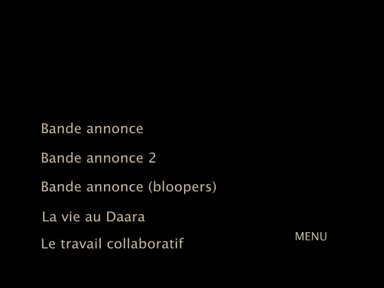 Bande annonce
Bande annonce 2
Bande annonce (bloopers)
La vie au Daara
Le travail collaboratif
MENU